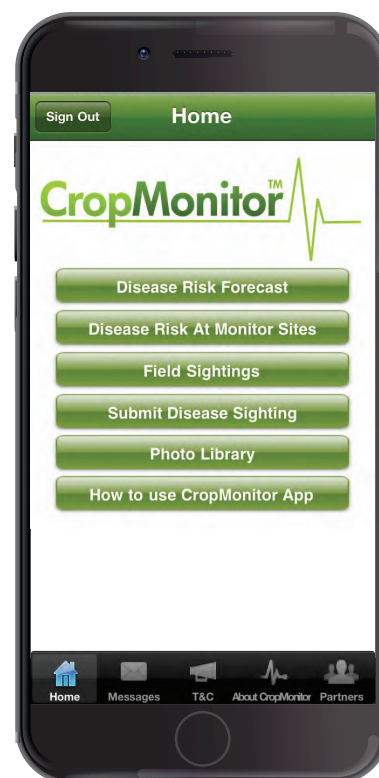 Sign Out
Home
CropMonitor™
Disease Risk Forecast
Disease Risk At Monitor Sites
Field Sightings
Submit Disease Sighting
Photo Library
How to use CropMonitor App
Home
Messages
T&C
About CropMonitor
Partners